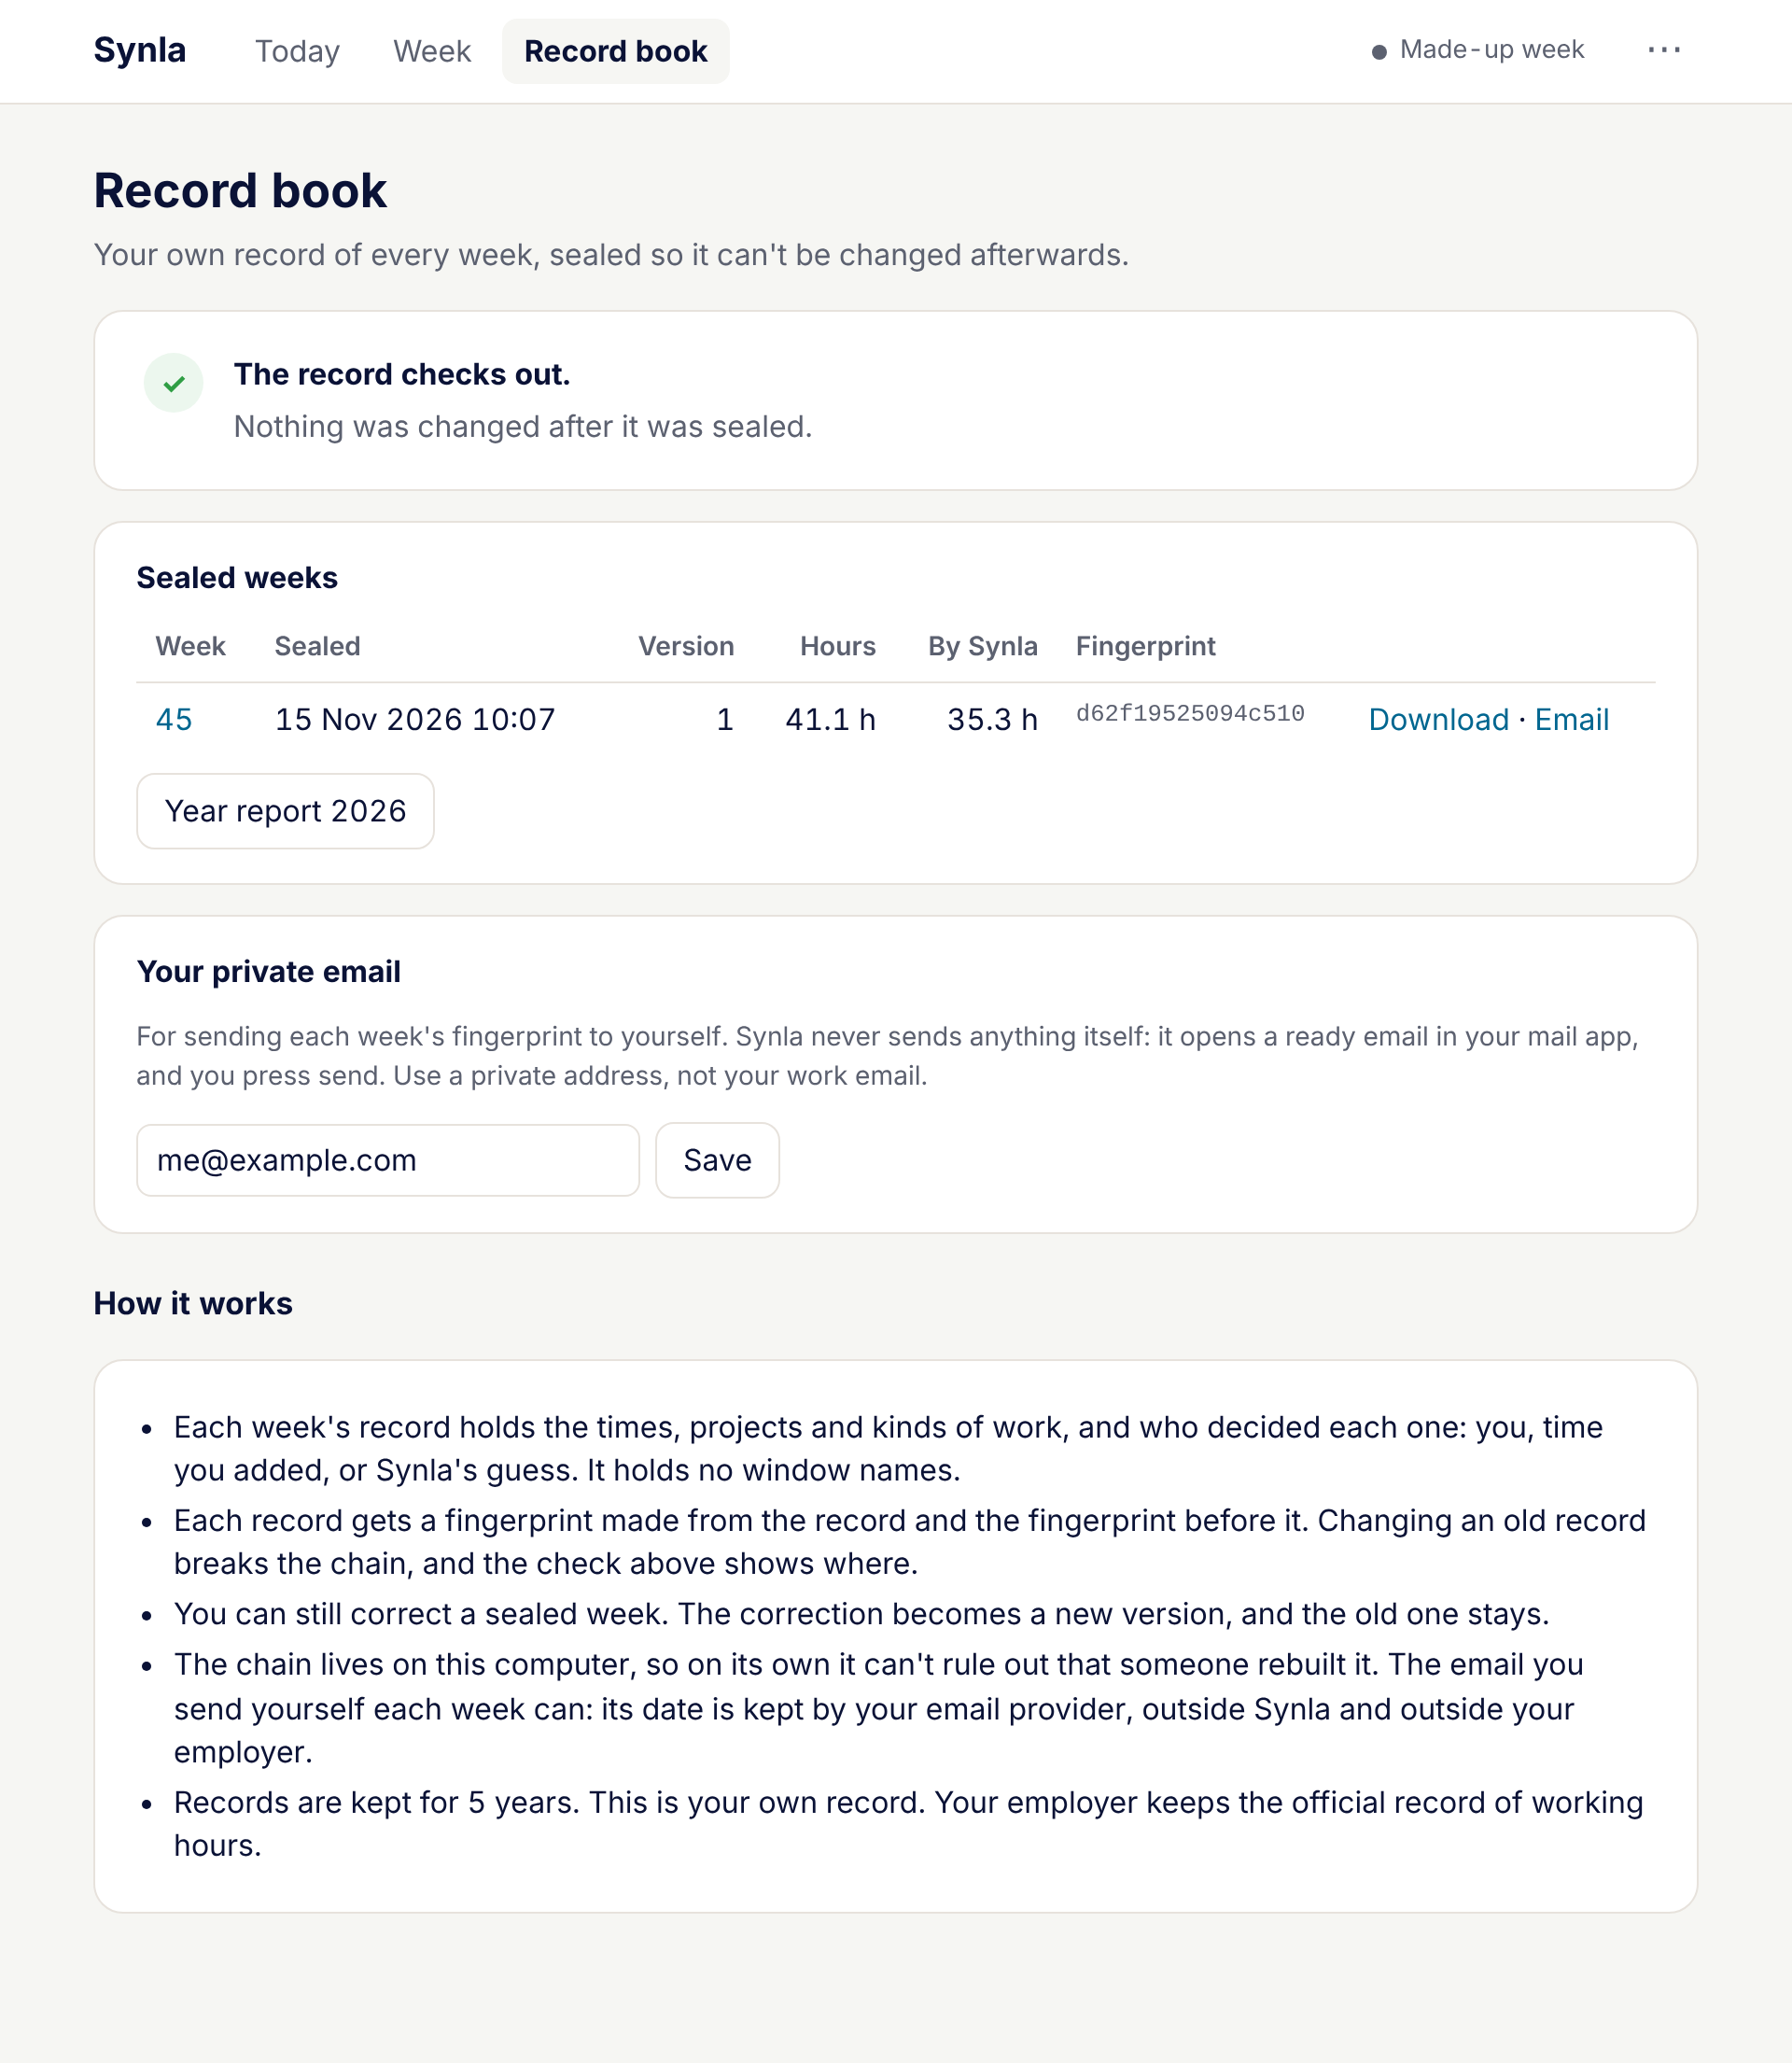 Synla Today Week Record book Made-up week ···
Record book
Your own record of every week, sealed so it can't be changed afterwards.
The record checks out.
Nothing was changed after it was sealed.
Sealed weeks
Week Sealed Version Hours By Synla Fingerprint
45 15 Nov 2026 10:07 1 41.1 h 35.3 h d62f19525094c510 Download · Email
Year report 2026
Your private email
For sending each week's fingerprint to yourself. Synla never sends anything itself: it opens a ready email in your mail app,
and you press send. Use a private address, not your work email.
me@example.com Save
How it works
• Each week's record holds the times, projects and kinds of work, and who decided each one: you, time
you added, or Synla's guess. It holds no window names.
• Each record gets a fingerprint made from the record and the fingerprint before it. Changing an old record
breaks the chain, and the check above shows where.
• You can still correct a sealed week. The correction becomes a new version, and the old one stays.
• The chain lives on this computer, so on its own it can't rule out that someone rebuilt it. The email you
send yourself each week can: its date is kept by your email provider, outside Synla and outside your
employer.
• Records are kept for 5 years. This is your own record. Your employer keeps the official record of working
hours.